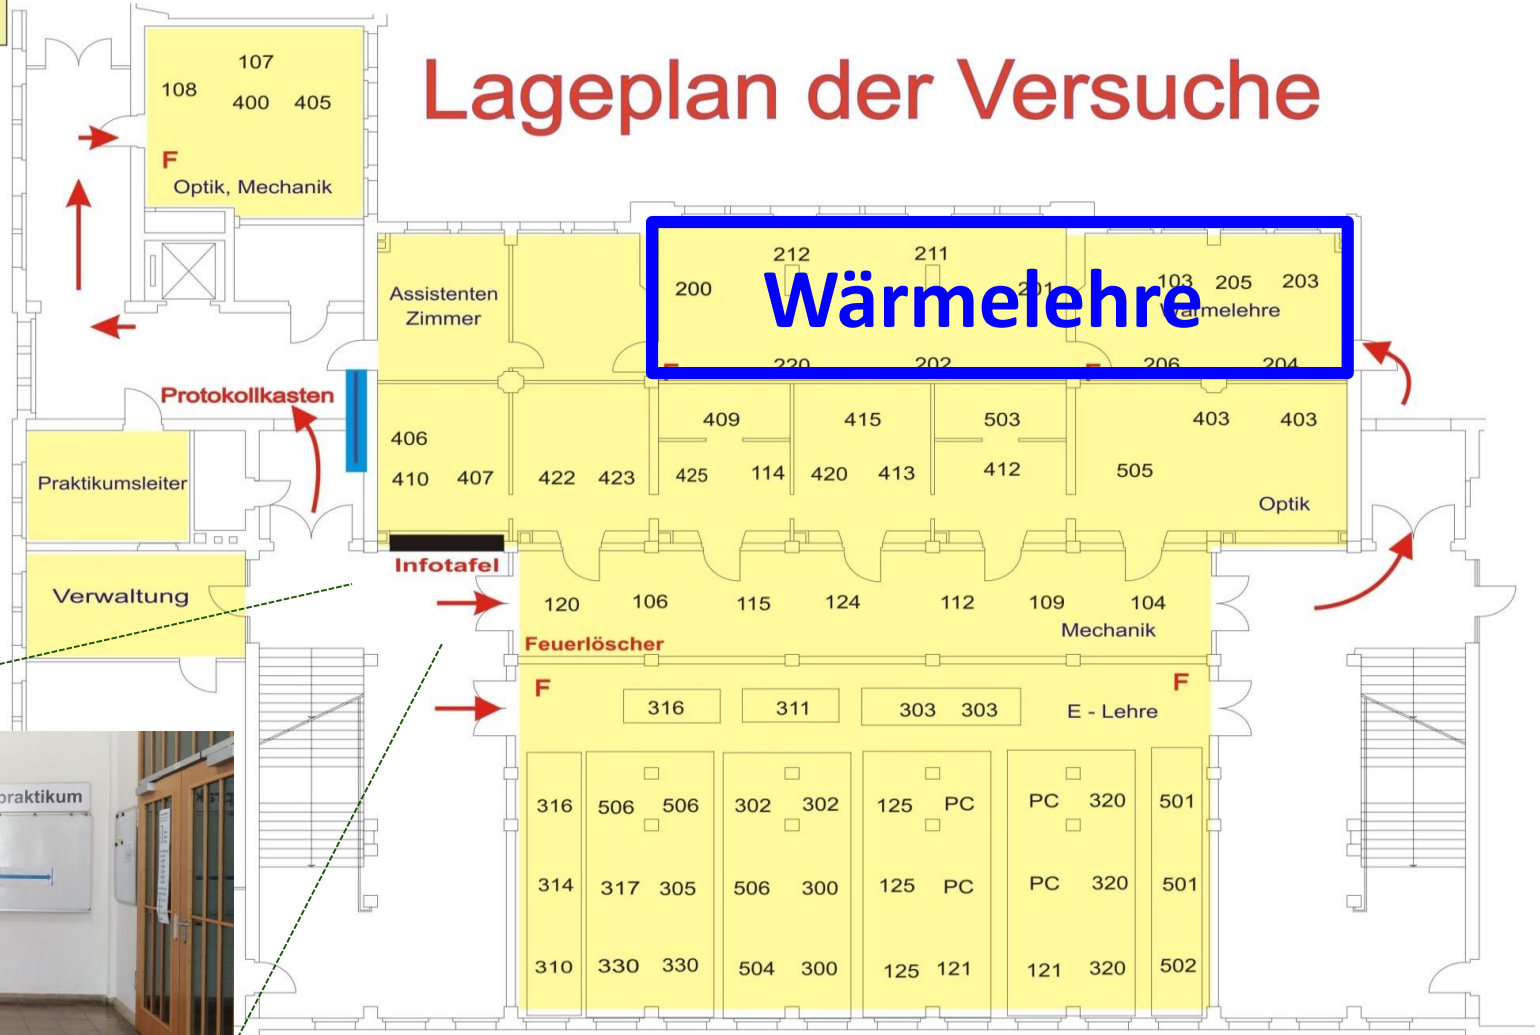 Lageplan der Versuche
107
108 400 405
F
Optik, Mechanik
Assistenten
Zimmer
212 211
200 201
103 205 203
Wärmelehre
Wärmelehre
220 202
206 204
F F
Protokollkasten
Praktikumsleiter
Verwaltung
406
410 407
422 423
409
425 114
415
420 413
503
412
403 403
505
Optik
Infotafel
120 106 115 124 112 109 104
Mechanik
Feuerlöscher
F F
316 311 303 303
E - Lehre
316 506 506 302 302 125 PC PC 320 501
314 317 305 506 300 125 PC PC 320 501
310 330 330 504 300 125 121 121 320 502
praktikum